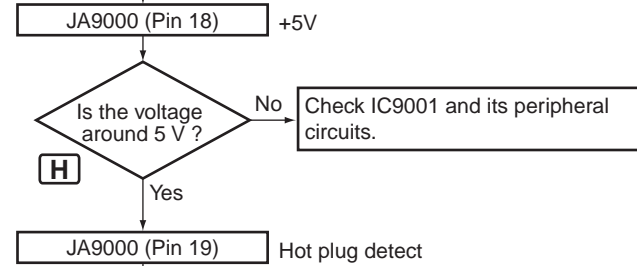 JA9000 (Pin 18)
+5V
Is the voltage
around 5 V ?
No
Check IC9001 and its peripheral
circuits.
H
Yes
JA9000 (Pin 19)
Hot plug detect